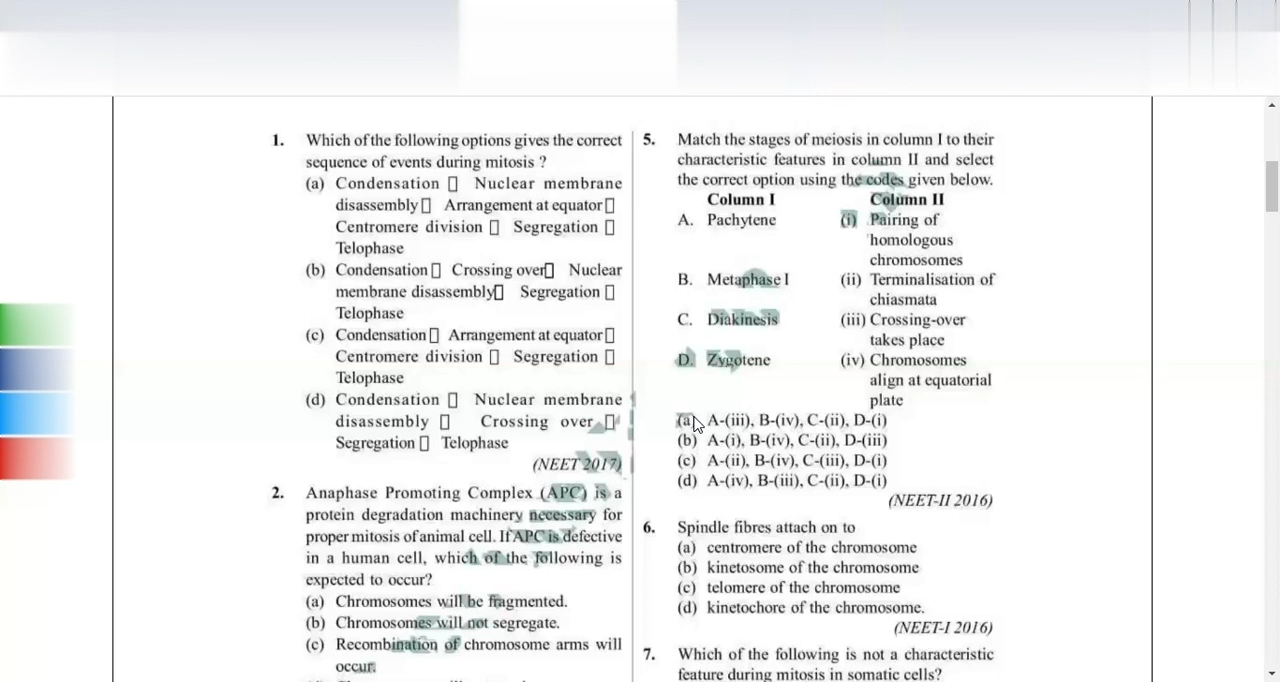 1. Which of the following options gives the correct
sequence of events during mitosis ?
(a) Condensation ▯ Nuclear membrane
disassembly ▯ Arrangement at equator ▯
Centromere division ▯ Segregation ▯
Telophase
(b) Condensation ▯ Crossing over ▯ Nuclear
membrane disassembly ▯ Segregation ▯
Telophase
(c) Condensation ▯ Arrangement at equator ▯
Centromere division ▯ Segregation ▯
Telophase
(d) Condensation ▯ Nuclear membrane
disassembly ▯ Crossing over ▯
Segregation ▯ Telophase
(NEET 2017)
2. Anaphase Promoting Complex (APC) is a
protein degradation machinery necessary for
proper mitosis of animal cell. If APC is defective
in a human cell, which of the following is
expected to occur?
(a) Chromosomes will be fragmented.
(b) Chromosomes will not segregate.
(c) Recombination of chromosome arms will
occur.
5. Match the stages of meiosis in column I to their
characteristic features in column II and select
the correct option using the codes given below.
Column I Column II
A. Pachytene (i) Pairing of
homologous
chromosomes
B. Metaphase I (ii) Terminalisation of
chiasmata
C. Diakinesis (iii) Crossing-over
takes place
D. Zygotene (iv) Chromosomes
align at equatorial
plate
(a) A-(iii), B-(iv), C-(ii), D-(i)
(b) A-(i), B-(iv), C-(ii), D-(iii)
(c) A-(ii), B-(iv), C-(iii), D-(i)
(d) A-(iv), B-(iii), C-(ii), D-(i)
(NEET-II 2016)
6. Spindle fibres attach on to
(a) centromere of the chromosome
(b) kinetosome of the chromosome
(c) telomere of the chromosome
(d) kinetochore of the chromosome.
(NEET-I 2016)
7. Which of the following is not a characteristic
feature during mitosis in somatic cells?